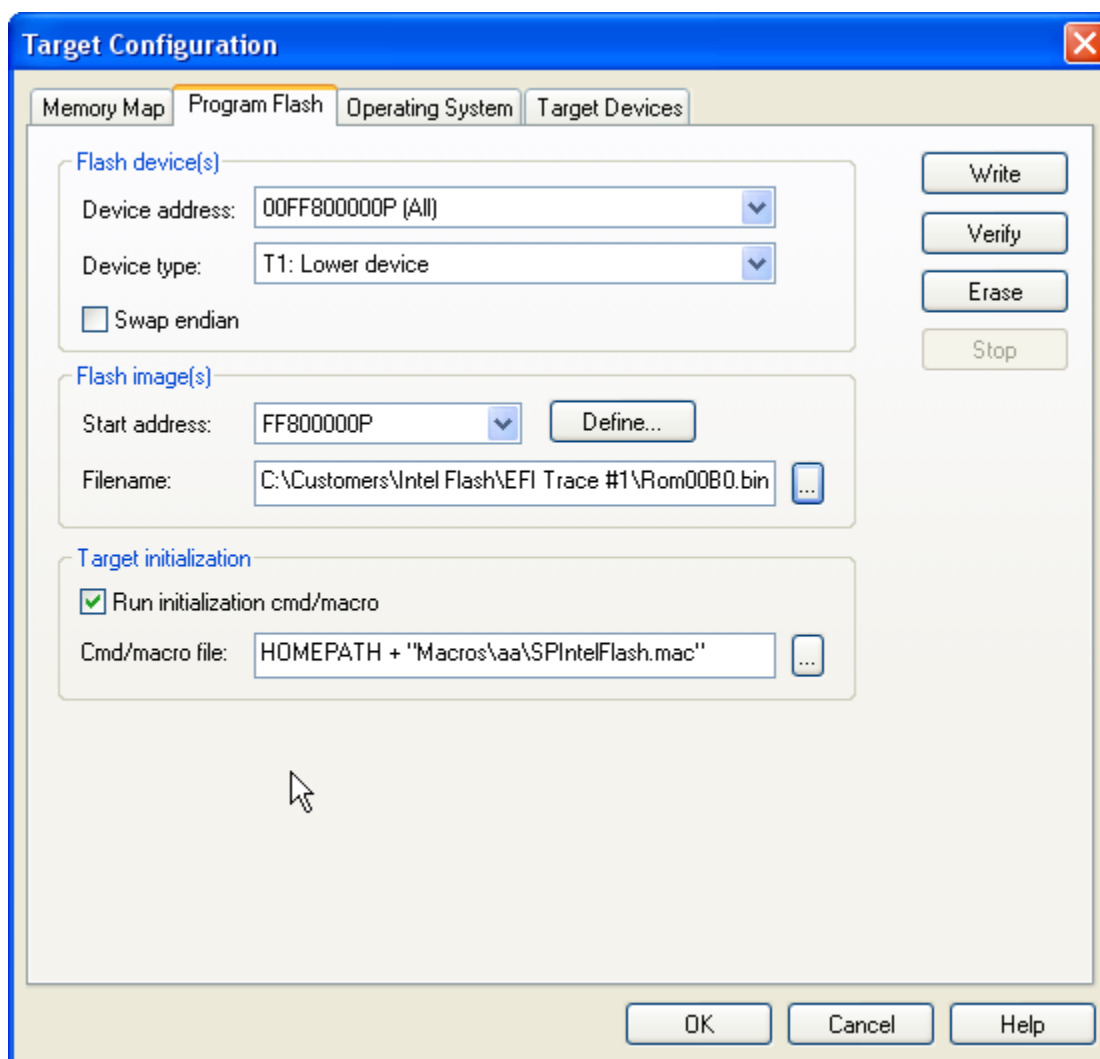 Target Configuration
Memory Map Program Flash Operating System Target Devices
Flash device(s)
Device address: 00FF800000P (All)
Device type: T1: Lower device
Swap endian
Write
Verify
Erase
Stop
Flash image(s)
Start address: FF800000P Define...
Filename: C:\Customers\Intel Flash\EFI Trace #1\Rom00B0.bin ...
Target initialization
Run initialization cmd/macro
Cmd/macro file: HOMEPATH + "Macros\aa\SPIntelFlash.mac" ...
OK Cancel Help